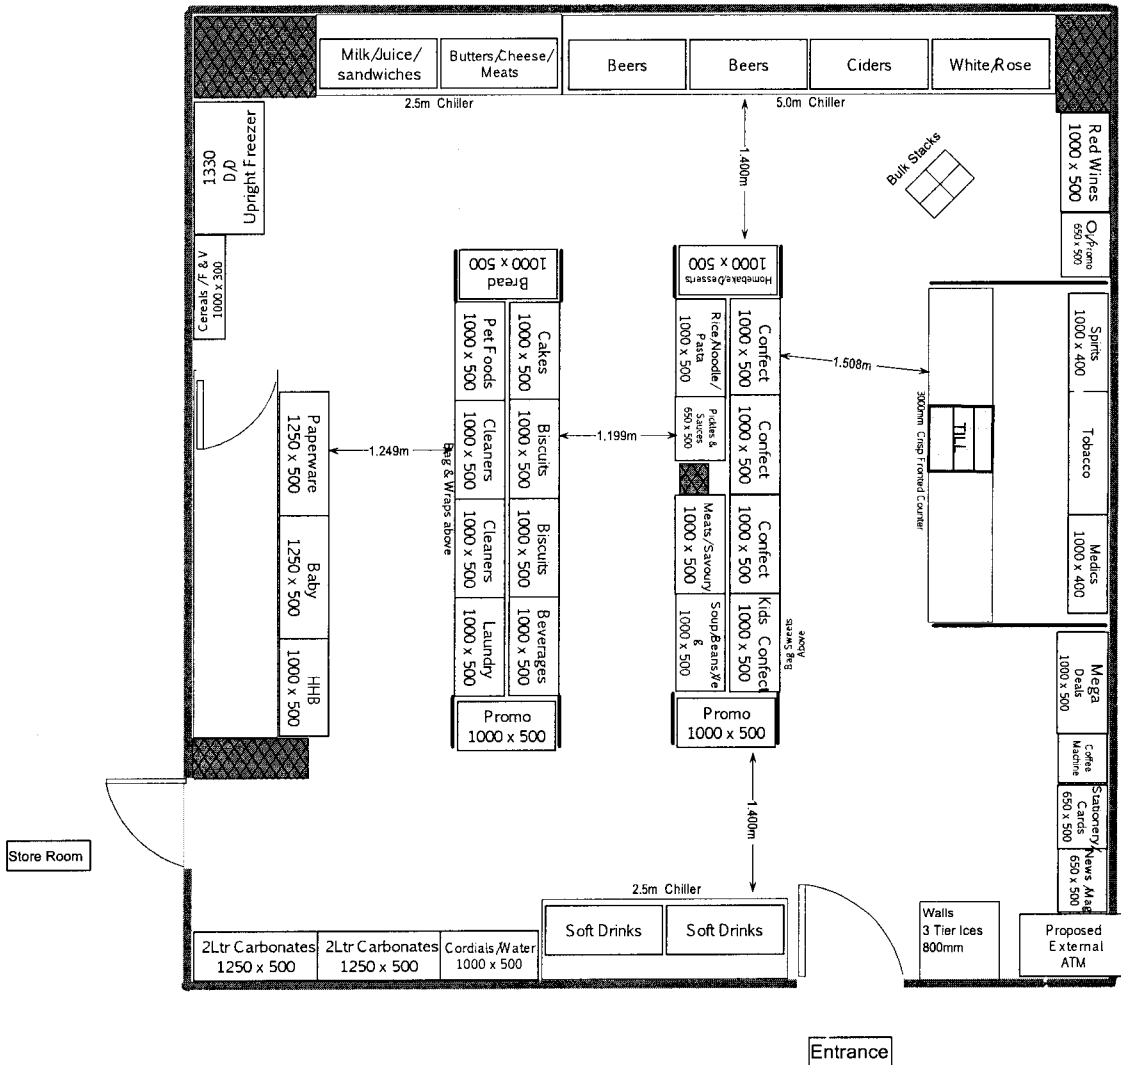 Milk/Juice/
sandwiches
Butters/Cheese/
Meats
Beers
Beers
Ciders
White/Rose
2.5m Chiller
5.0m Chiller
1330
D/D
Upright Freezer
Cereals /F & V
1000 x 300
1.400m
Bulk Stacks
Red Wines
1000 x 500
O/Promo
650 x 500
Bread
1000 x 500
Homebake/Desserts
1000 x 500
Pet Foods
1000 x 500
Cakes
1000 x 500
Rice/Noodle/
Pasta
1000 x 500
Confect
1000 x 500
1.508m
Spirits
1000 x 400
Paperware
1250 x 500
1.249m
Bag & Wraps above
Cleaners
1000 x 500
Biscuits
1000 x 500
1.199m
Pickles &
Sauces
650 x 500
Confect
1000 x 500
3000mm Crisp Fronted Counter
TILL
Tobacco
Baby
1250 x 500
Cleaners
1000 x 500
Biscuits
1000 x 500
Meats/Savoury
1000 x 500
Confect
1000 x 500
Medics
1000 x 400
HHB
1000 x 500
Laundry
1000 x 500
Beverages
1000 x 500
Soup/Beans/Ve
g
1000 x 500
Kids Confect
1000 x 500
Above
Bag Sweets
Mega
Deals
1000 x 500
Promo
1000 x 500
Promo
1000 x 500
Coffee
Machine
1.400m
Stationery/
Cards
650 x 500
News/Mag
650 x 500
Store Room
2.5m Chiller
2Ltr Carbonates
1250 x 500
2Ltr Carbonates
1250 x 500
Cordials/Water
1000 x 500
Soft Drinks
Soft Drinks
Walls
3 Tier Ices
800mm
Proposed
External
ATM
Entrance